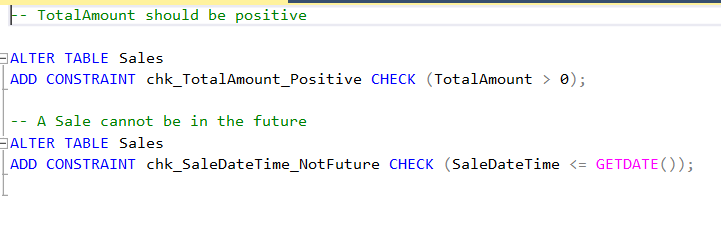 -- TotalAmount should be positive
ALTER TABLE Sales
ADD CONSTRAINT chk_TotalAmount_Positive CHECK (TotalAmount > 0);
-- A Sale cannot be in the future
ALTER TABLE Sales
ADD CONSTRAINT chk_SaleDateTime_NotFuture CHECK (SaleDateTime <= GETDATE());